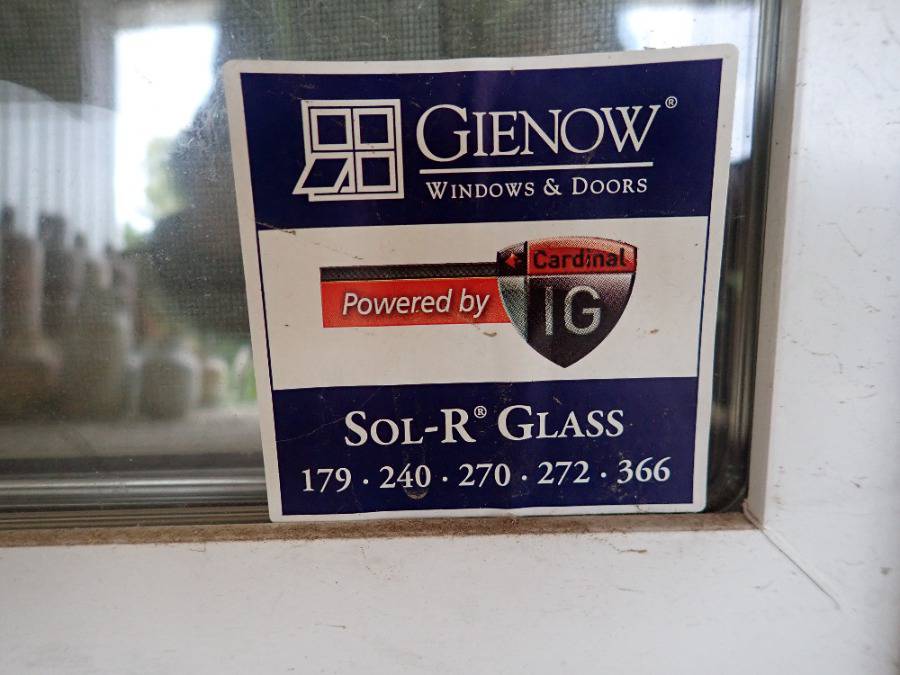 GIENOW®
WINDOWS & DOORS
Powered by
Cardinal
IG
SOL-R® GLASS
179 · 240 · 270 · 272 · 366